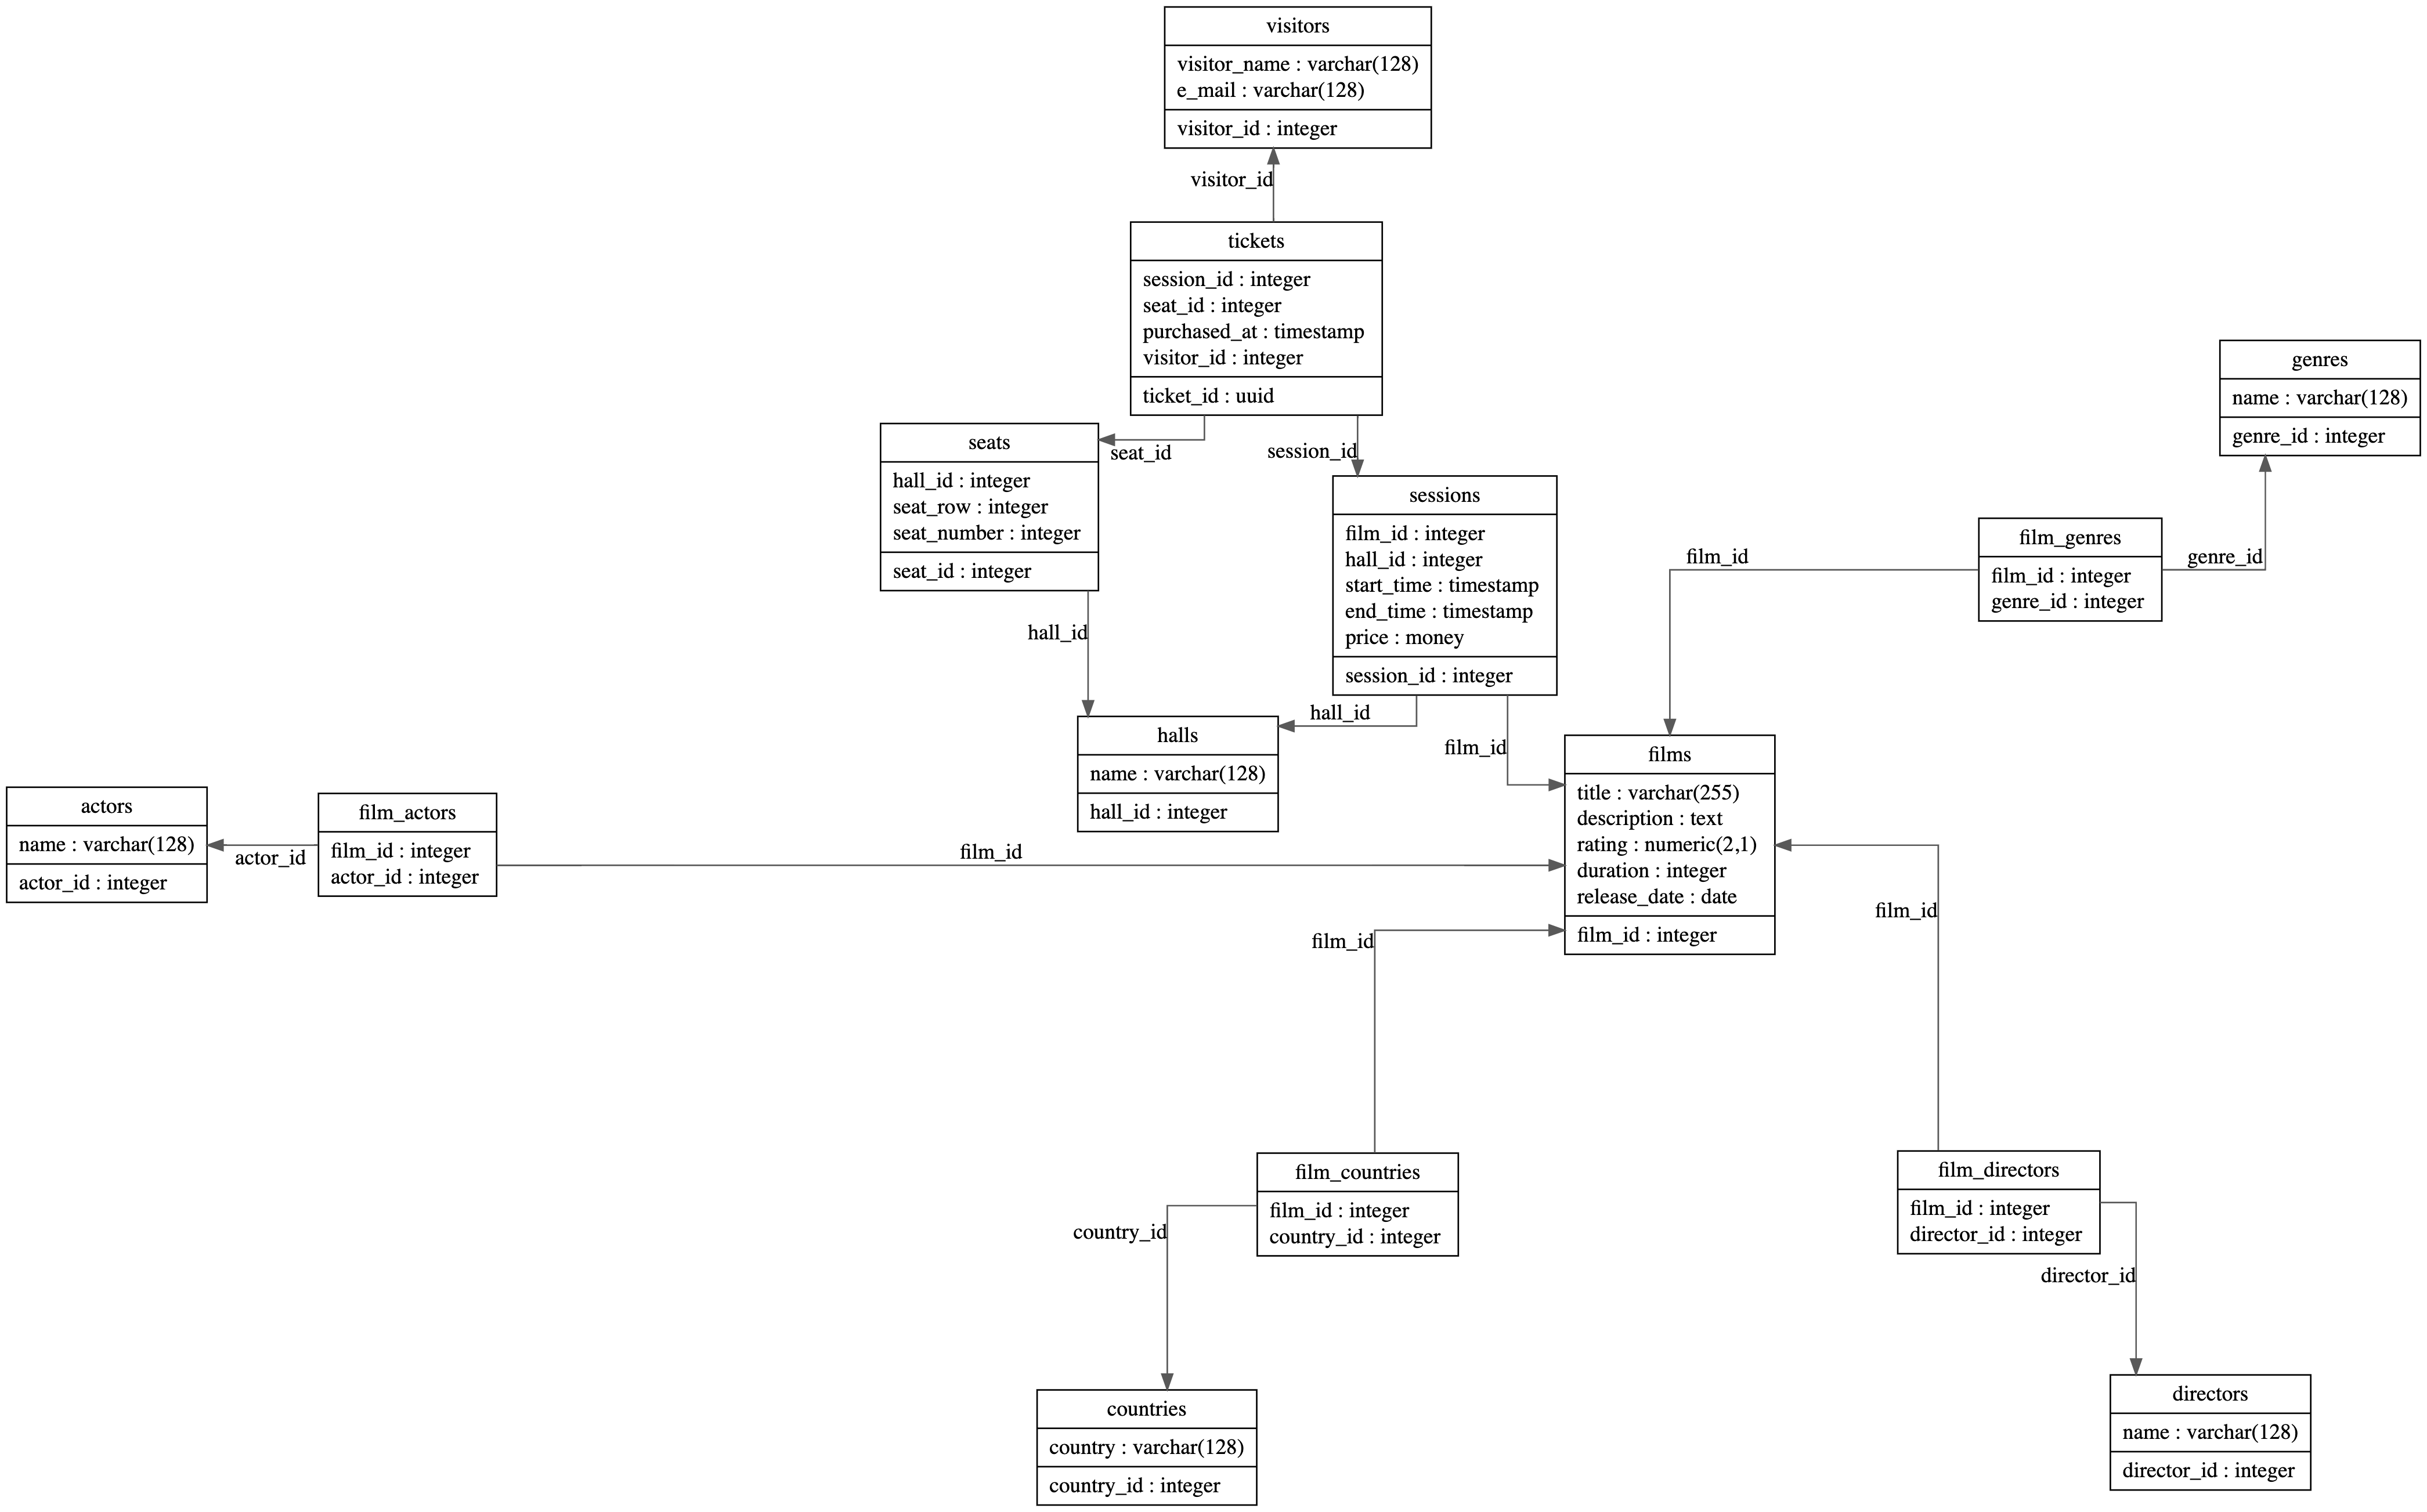 visitors
visitor_name : varchar(128)
e_mail : varchar(128)
visitor_id : integer
visitor_id
tickets
session_id : integer
seat_id : integer
purchased_at : timestamp
visitor_id : integer
ticket_id : uuid
seat_id
session_id
seats
hall_id : integer
seat_row : integer
seat_number : integer
seat_id : integer
hall_id
sessions
film_id : integer
hall_id : integer
start_time : timestamp
end_time : timestamp
price : money
session_id : integer
hall_id
film_id
genres
name : varchar(128)
genre_id : integer
film_genres
film_id : integer
genre_id : integer
film_id
genre_id
halls
name : varchar(128)
hall_id : integer
films
title : varchar(255)
description : text
rating : numeric(2,1)
duration : integer
release_date : date
film_id : integer
actors
name : varchar(128)
actor_id : integer
actor_id
film_actors
film_id : integer
actor_id : integer
film_id
film_id
film_id
film_countries
film_id : integer
country_id : integer
country_id
film_directors
film_id : integer
director_id : integer
director_id
countries
country : varchar(128)
country_id : integer
directors
name : varchar(128)
director_id : integer